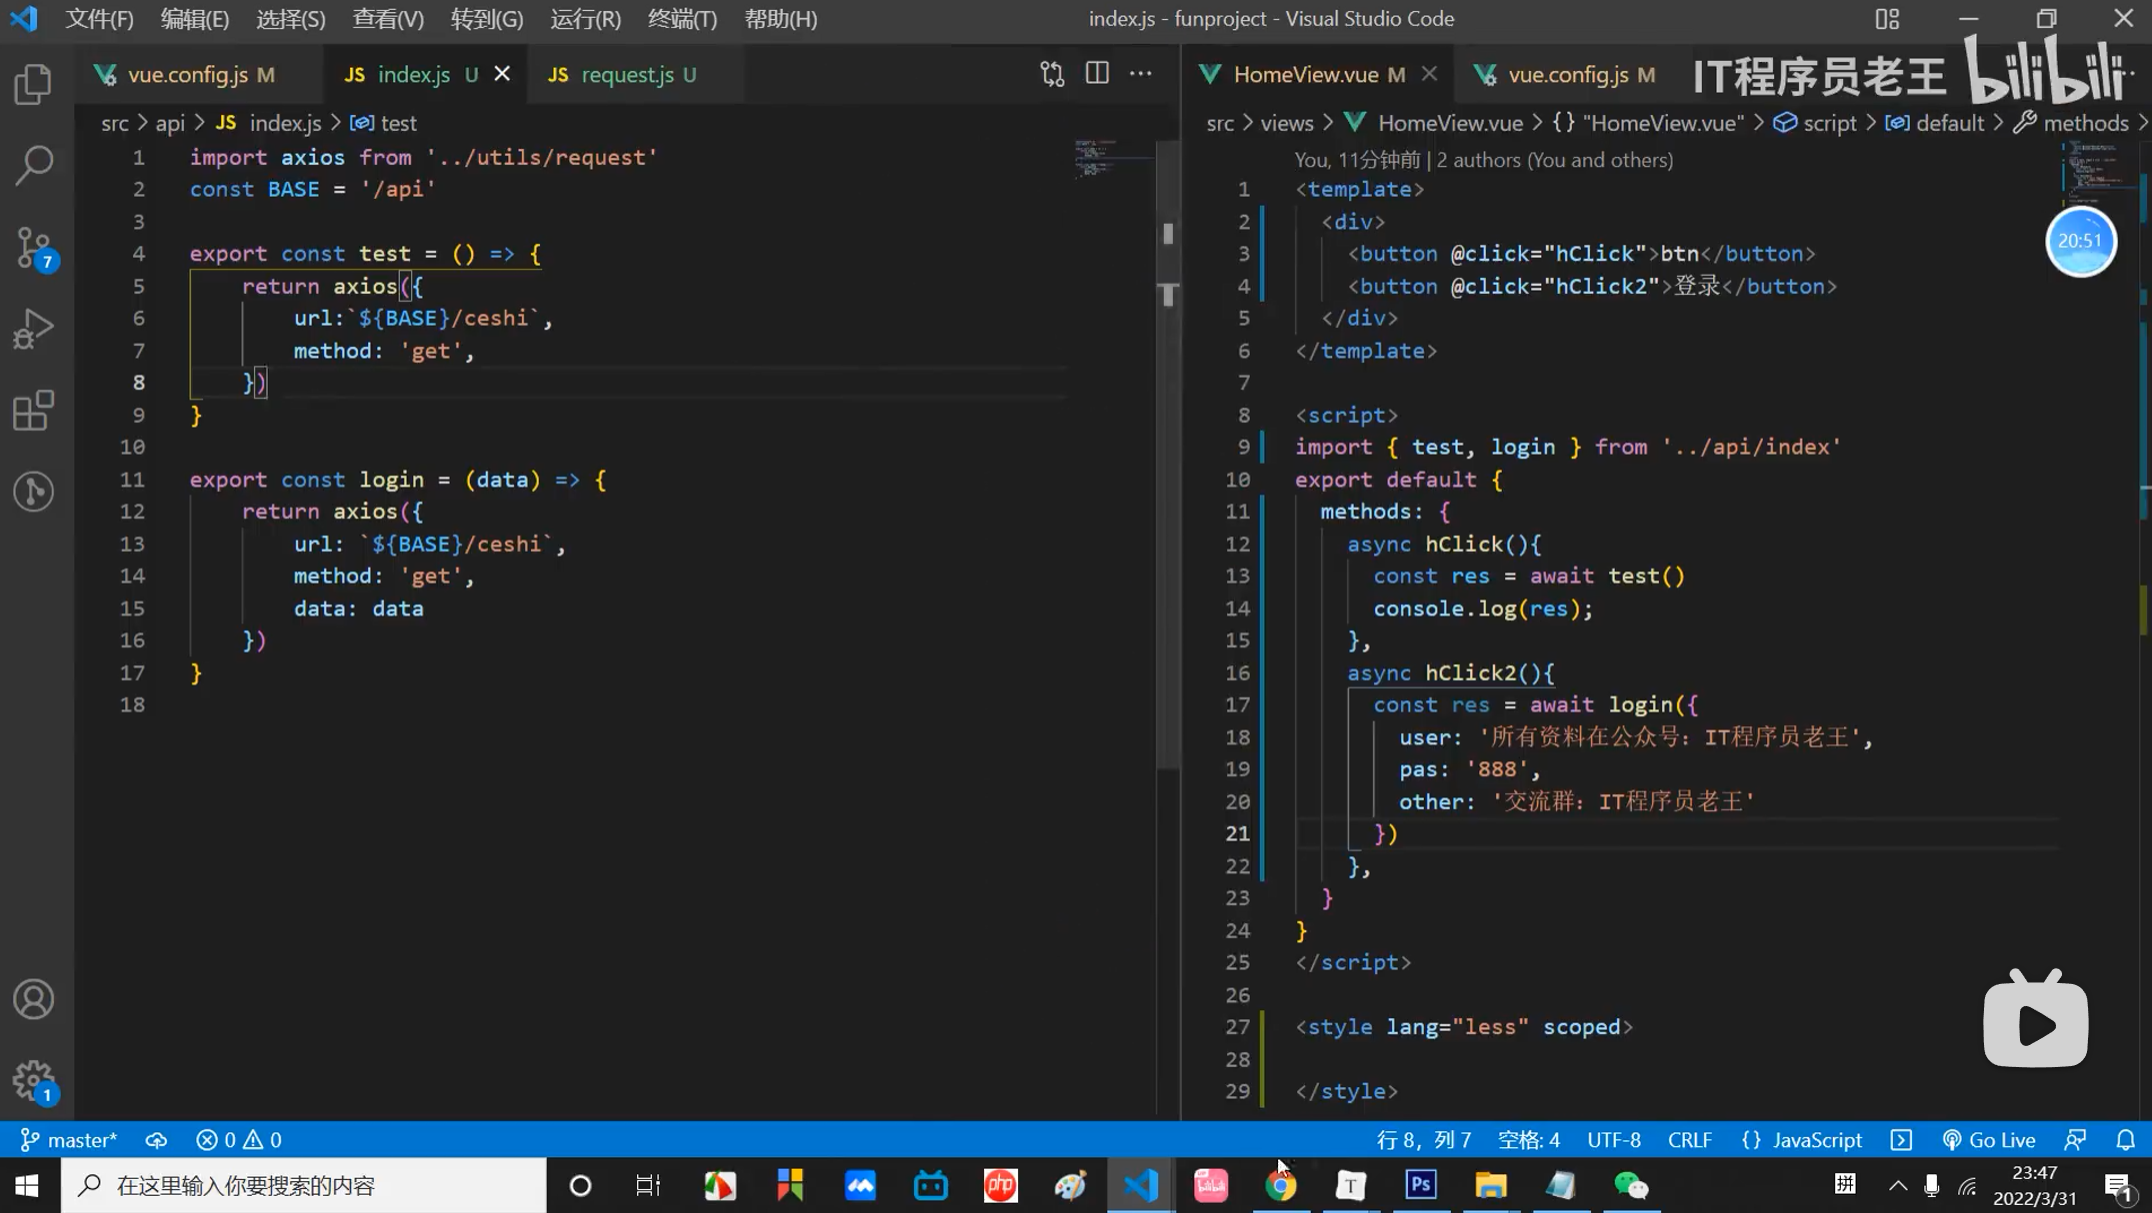 文件(F) 编辑(E) 选择(S) 查看(V) 转到(G) 运行(R) 终端(T) 帮助(H) index.js - funproject - Visual Studio Code
vue.config.js M
JS index.js U
JS request.js U
src > api > JS index.js > test
1 import axios from '../utils/request'
2 const BASE = '/api'
3
4 export const test = () => {
5 return axios({
6 url:`${BASE}/ceshi`,
7 method: 'get',
8 })
9 }
10
11 export const login = (data) => {
12 return axios({
13 url: `${BASE}/ceshi`,
14 method: 'get',
15 data: data
16 })
17 }
18
HomeView.vue M
vue.config.js M
IT程序员老王 bilibili
src > views > HomeView.vue > {} "HomeView.vue" > script > default > methods >
You, 11分钟前 | 2 authors (You and others)
1 <template>
2 <div>
3 <button @click="hClick">btn</button>
4 <button @click="hClick2">登录</button>
5 </div>
6 </template>
7
8 <script>
9 import { test, login } from '../api/index'
10 export default {
11 methods: {
12 async hClick(){
13 const res = await test()
14 console.log(res);
15 },
16 async hClick2(){
17 const res = await login({
18 user: '所有资料在公众号：IT程序员老王',
19 pas: '888',
20 other: '交流群：IT程序员老王'
21 })
22 },
23 }
24 }
25 </script>
26
27 <style lang="less" scoped>
28
29 </style>
20:51
7
1
master* 0 0 行 8，列 7 空格: 4 UTF-8 CRLF {} JavaScript Go Live
在这里输入你要搜索的内容
php
bilibili
T
Ps
拼
23:47
2022/3/31
1